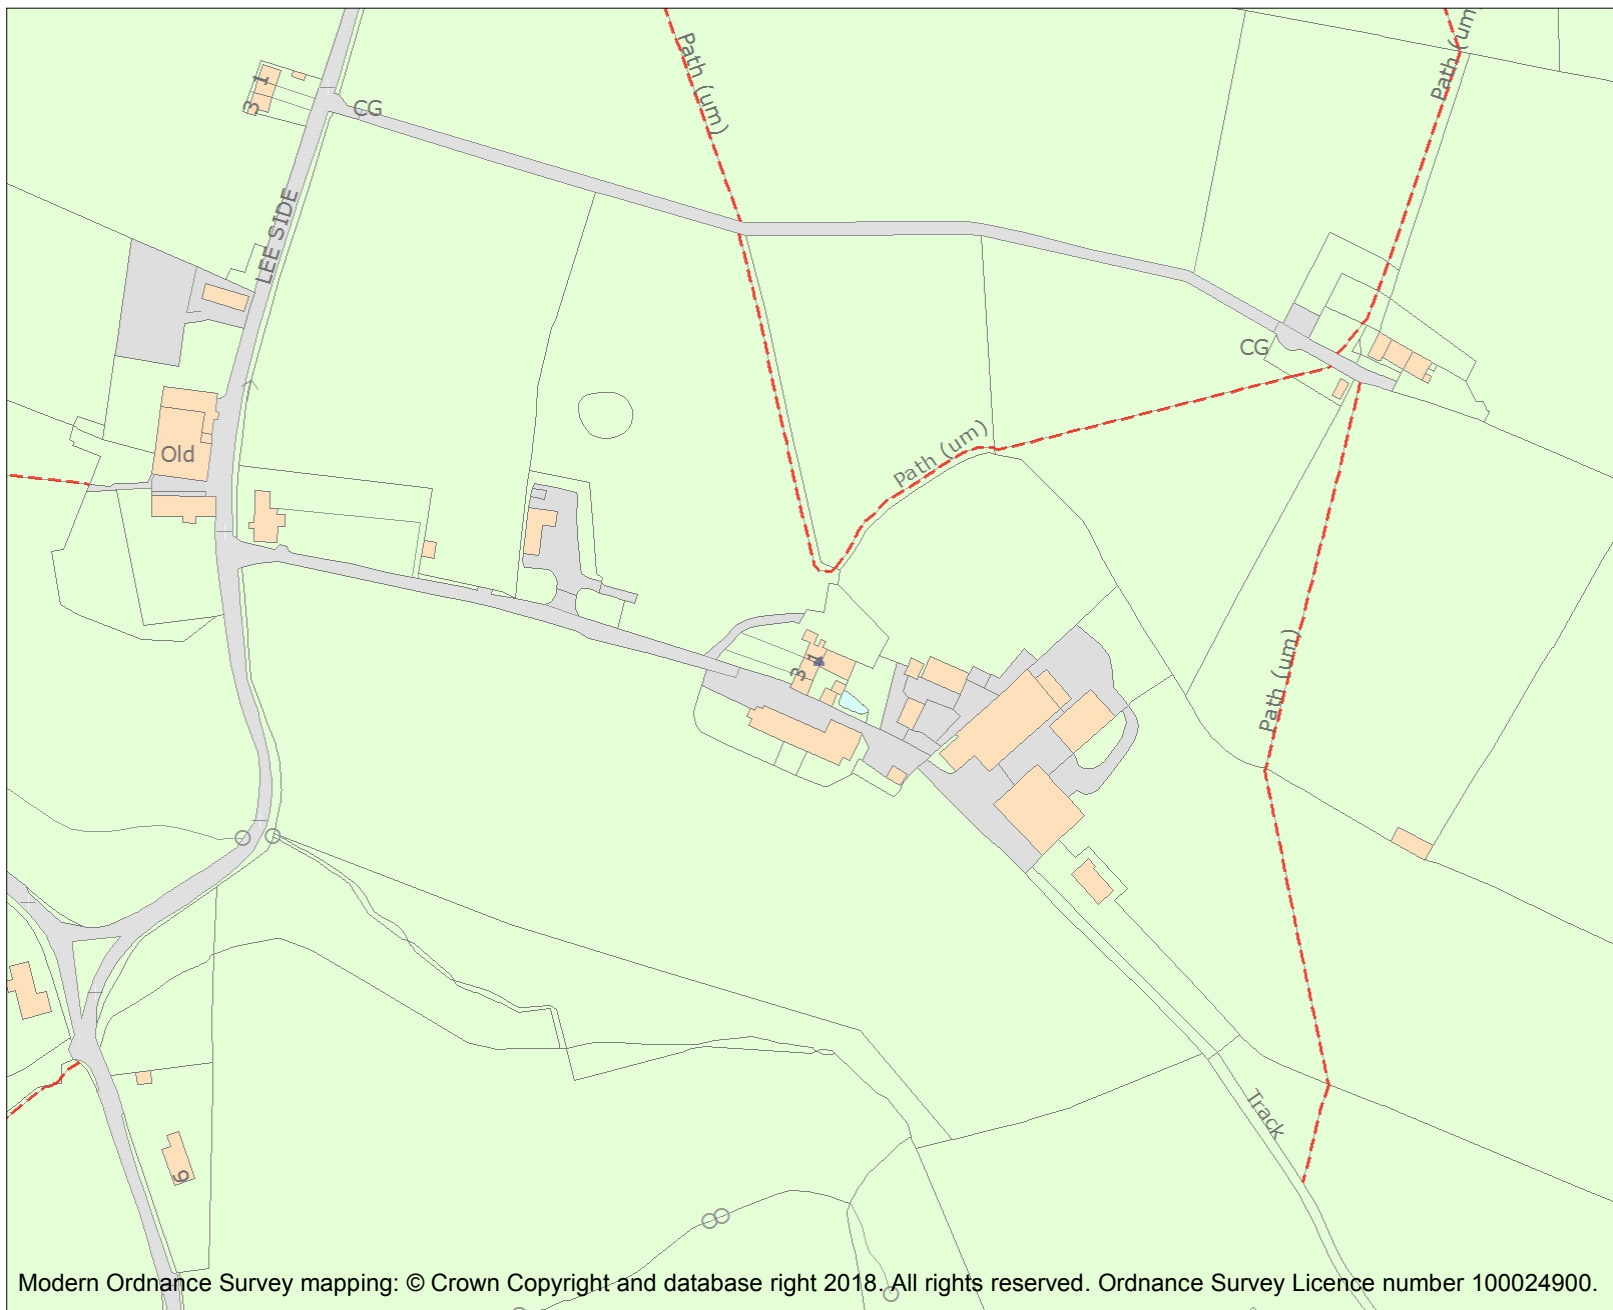 Path (um)
Path (um)
1
3
CG
LEE SIDE
CG
Old
Path (um)
Path (um)
1
3
Track
9
Modern Ordnance Survey mapping: © Crown Copyright and database right 2018. All rights reserved. Ordnance Survey Licence number 100024900.